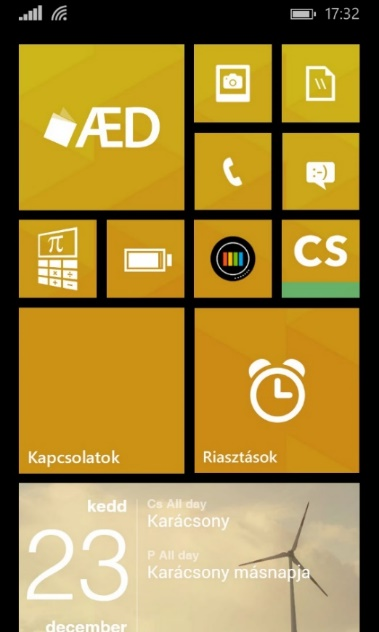 17:32
ÆD
:-)
π
CS
Kapcsolatok
Riasztások
kedd
23
december
Cs All day
Karácsony
P All day
Karácsony másnapja